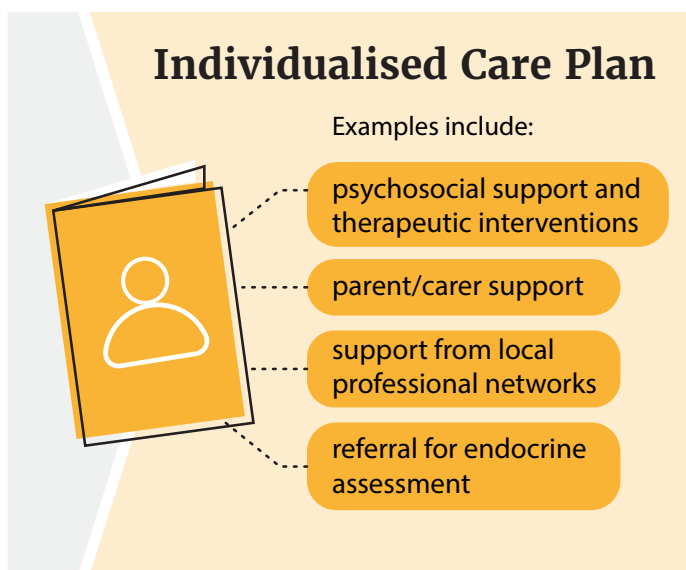 Individualised Care Plan
Examples include:
psychosocial support and
therapeutic interventions
parent/carer support
support from local
professional networks
referral for endocrine
assessment